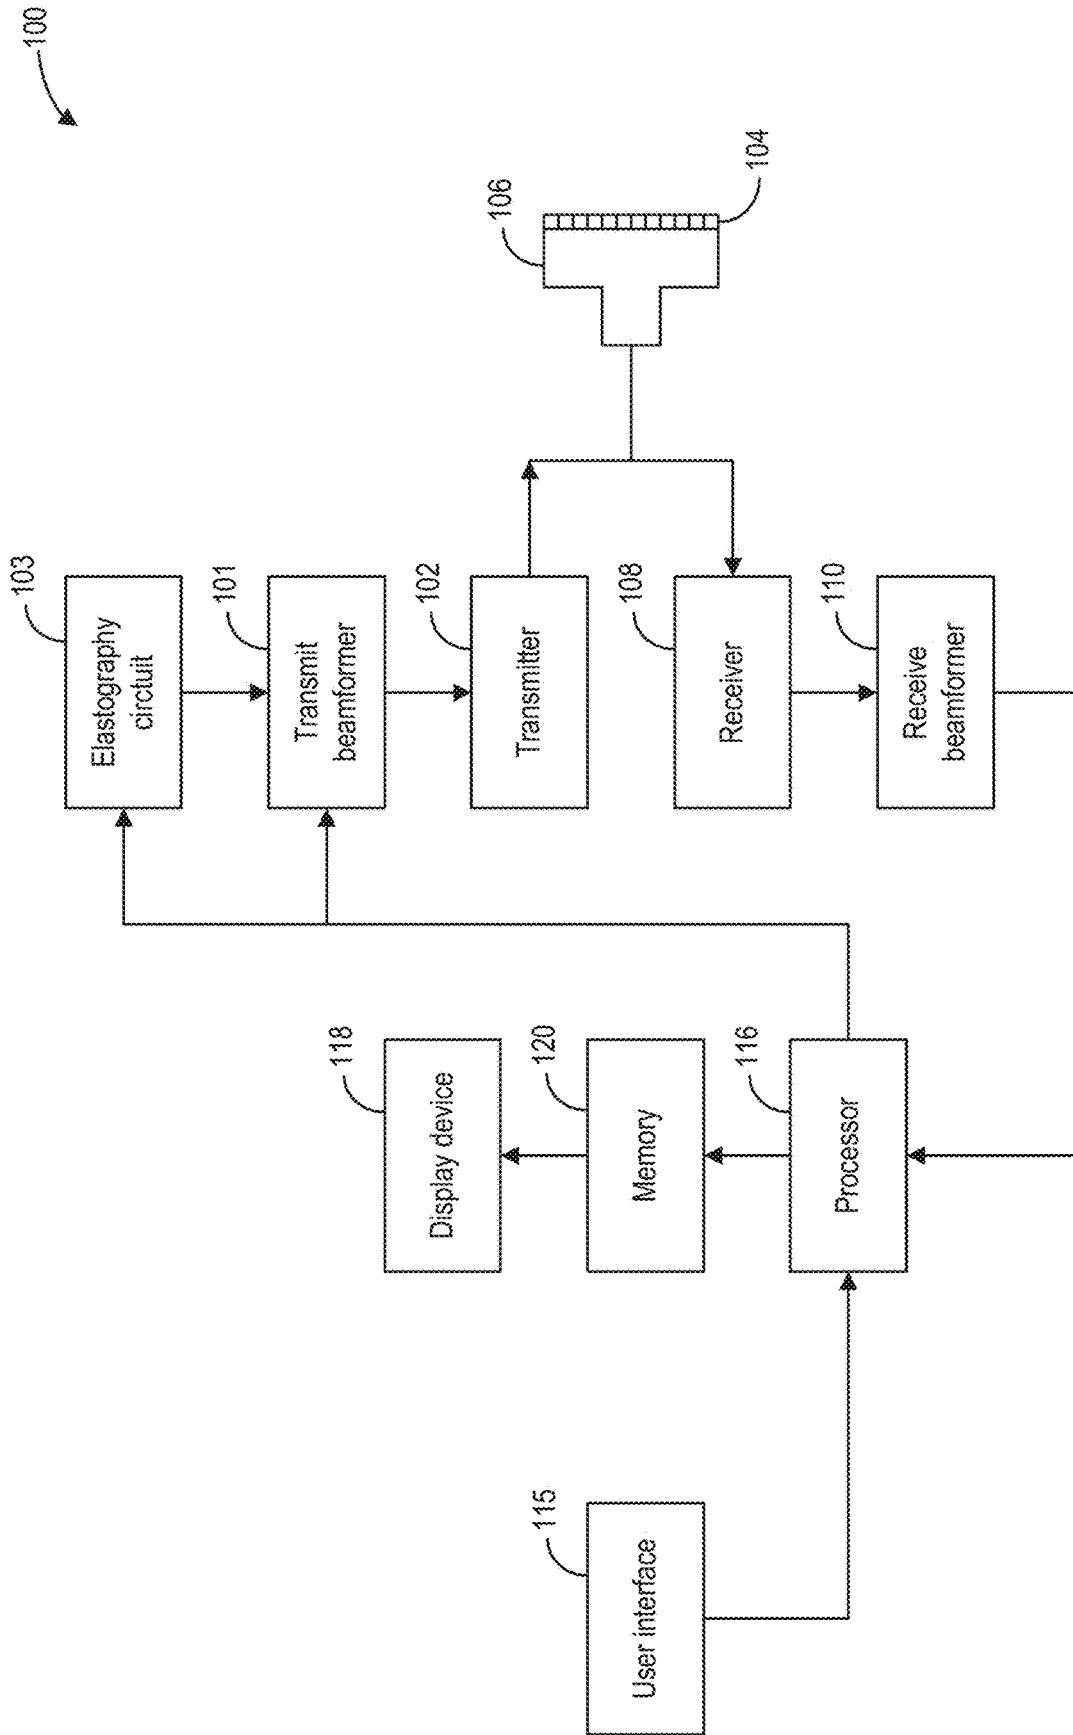 100
103
Elastography
circtuit
101
Transmit
beamformer
102
Transmitter
106
104
108
Receiver
110
Receive
beamformer
118
Display device
120
Memory
116
Processor
115
User interface